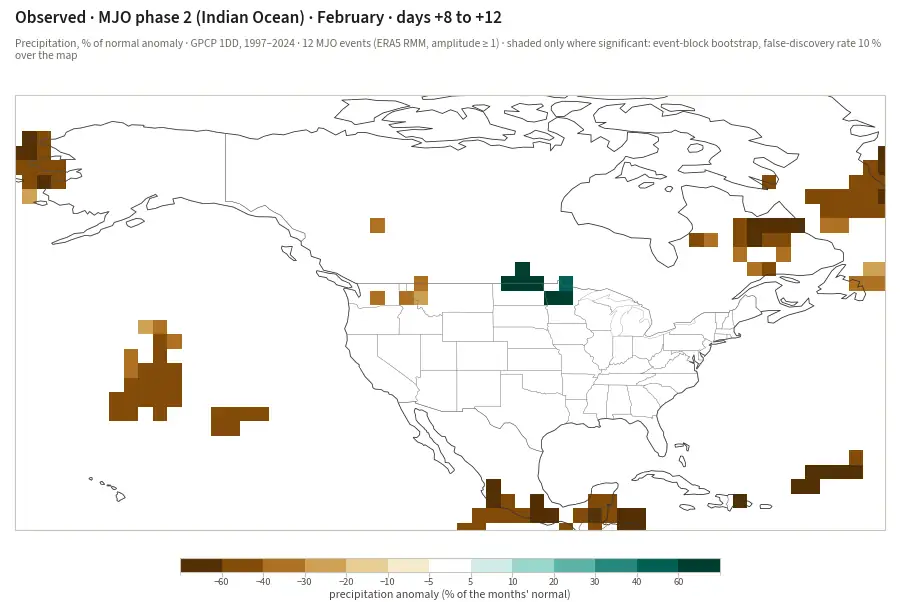 Observed · MJO phase 2 (Indian Ocean) · February · days +8 to +12
Precipitation, % of normal anomaly · GPCP 1DD, 1997–2024 · 12 MJO events (ERA5 RMM, amplitude ≥ 1) · shaded only where significant: event-block bootstrap, false-discovery rate 10 %
over the map
−60 −40 −30 −20 −10 −5 5 10 20 30 40 60
precipitation anomaly (% of the months' normal)